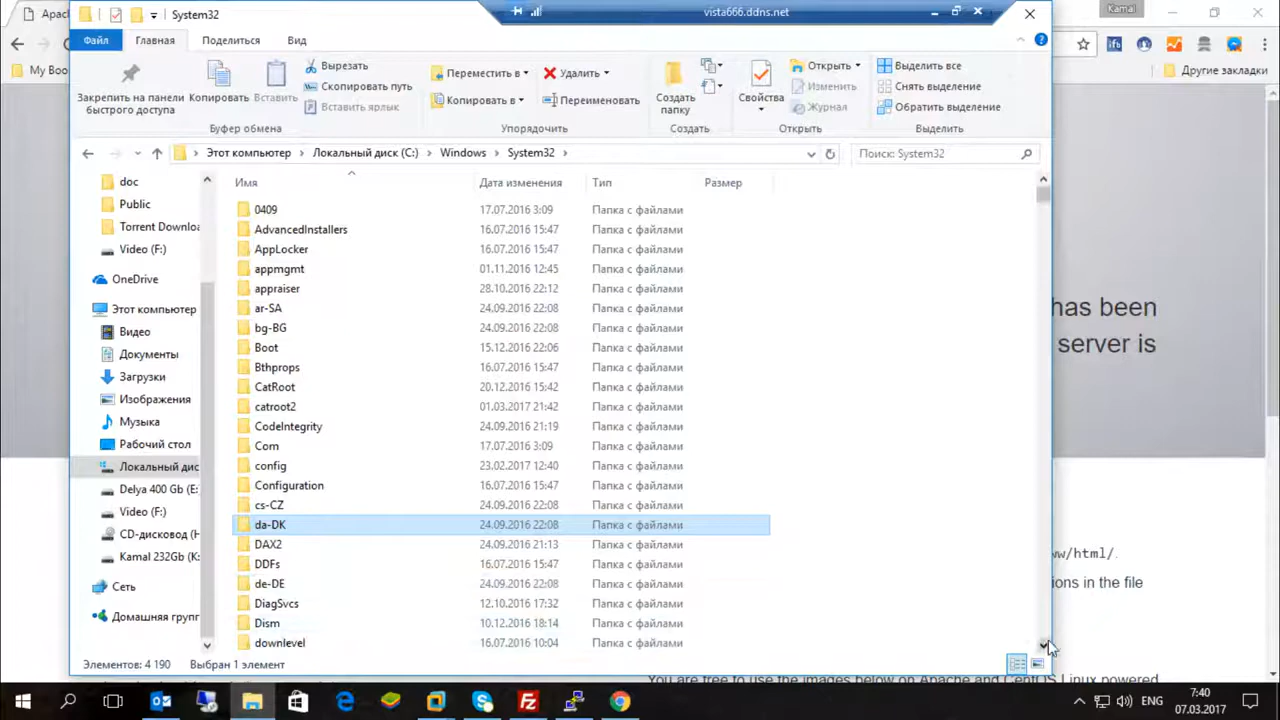 Apacl
System32
vista666.ddns.net
Kamal
Файл
Главная
Поделиться
Вид
My Boo
Другие закладки
Закрепить на панели быстрого доступа
Копировать
Вставить
Вырезать
Скопировать путь
Вставить ярлык
Буфер обмена
Переместить в
Копировать в
Удалить
Переименовать
Упорядочить
Создать папку
Создать
Свойства
Открыть
Изменить
Журнал
Открыть
Выделить все
Снять выделение
Обратить выделение
Выделить
Этот компьютер > Локальный диск (C:) > Windows > System32 >
Поиск: System32
doc
Public
Torrent Downloa
Video (F:)
OneDrive
Этот компьютер
Видео
Документы
Загрузки
Изображения
Музыка
Рабочий стол
Локальный дис
Delya 400 Gb (E:
Video (F:)
CD-дисковод (H
Kamal 232Gb (K:
Сеть
Домашняя групп
Имя Дата изменения Тип Размер
0409 17.07.2016 3:09 Папка с файлами
AdvancedInstallers 16.07.2016 15:47 Папка с файлами
AppLocker 16.07.2016 15:47 Папка с файлами
appmgmt 01.11.2016 12:45 Папка с файлами
appraiser 28.10.2016 22:12 Папка с файлами
ar-SA 24.09.2016 22:08 Папка с файлами
bg-BG 24.09.2016 22:08 Папка с файлами
Boot 15.12.2016 22:06 Папка с файлами
Bthprops 16.07.2016 15:47 Папка с файлами
CatRoot 20.12.2016 15:42 Папка с файлами
catroot2 01.03.2017 21:42 Папка с файлами
CodeIntegrity 24.09.2016 21:19 Папка с файлами
Com 17.07.2016 3:09 Папка с файлами
config 23.02.2017 12:40 Папка с файлами
Configuration 16.07.2016 15:47 Папка с файлами
cs-CZ 24.09.2016 22:08 Папка с файлами
da-DK 24.09.2016 22:08 Папка с файлами
DAX2 24.09.2016 21:13 Папка с файлами
DDFs 16.07.2016 15:47 Папка с файлами
de-DE 24.09.2016 22:08 Папка с файлами
DiagSvcs 12.10.2016 17:32 Папка с файлами
Dism 10.12.2016 18:14 Папка с файлами
downlevel 16.07.2016 10:04 Папка с файлами
Элементов: 4 190 Выбран 1 элемент
has been
server is
ww/html/.
ions in the file
You are free to use the images below on Apache and CentOS Linux powered
ENG
7:40
07.03.2017